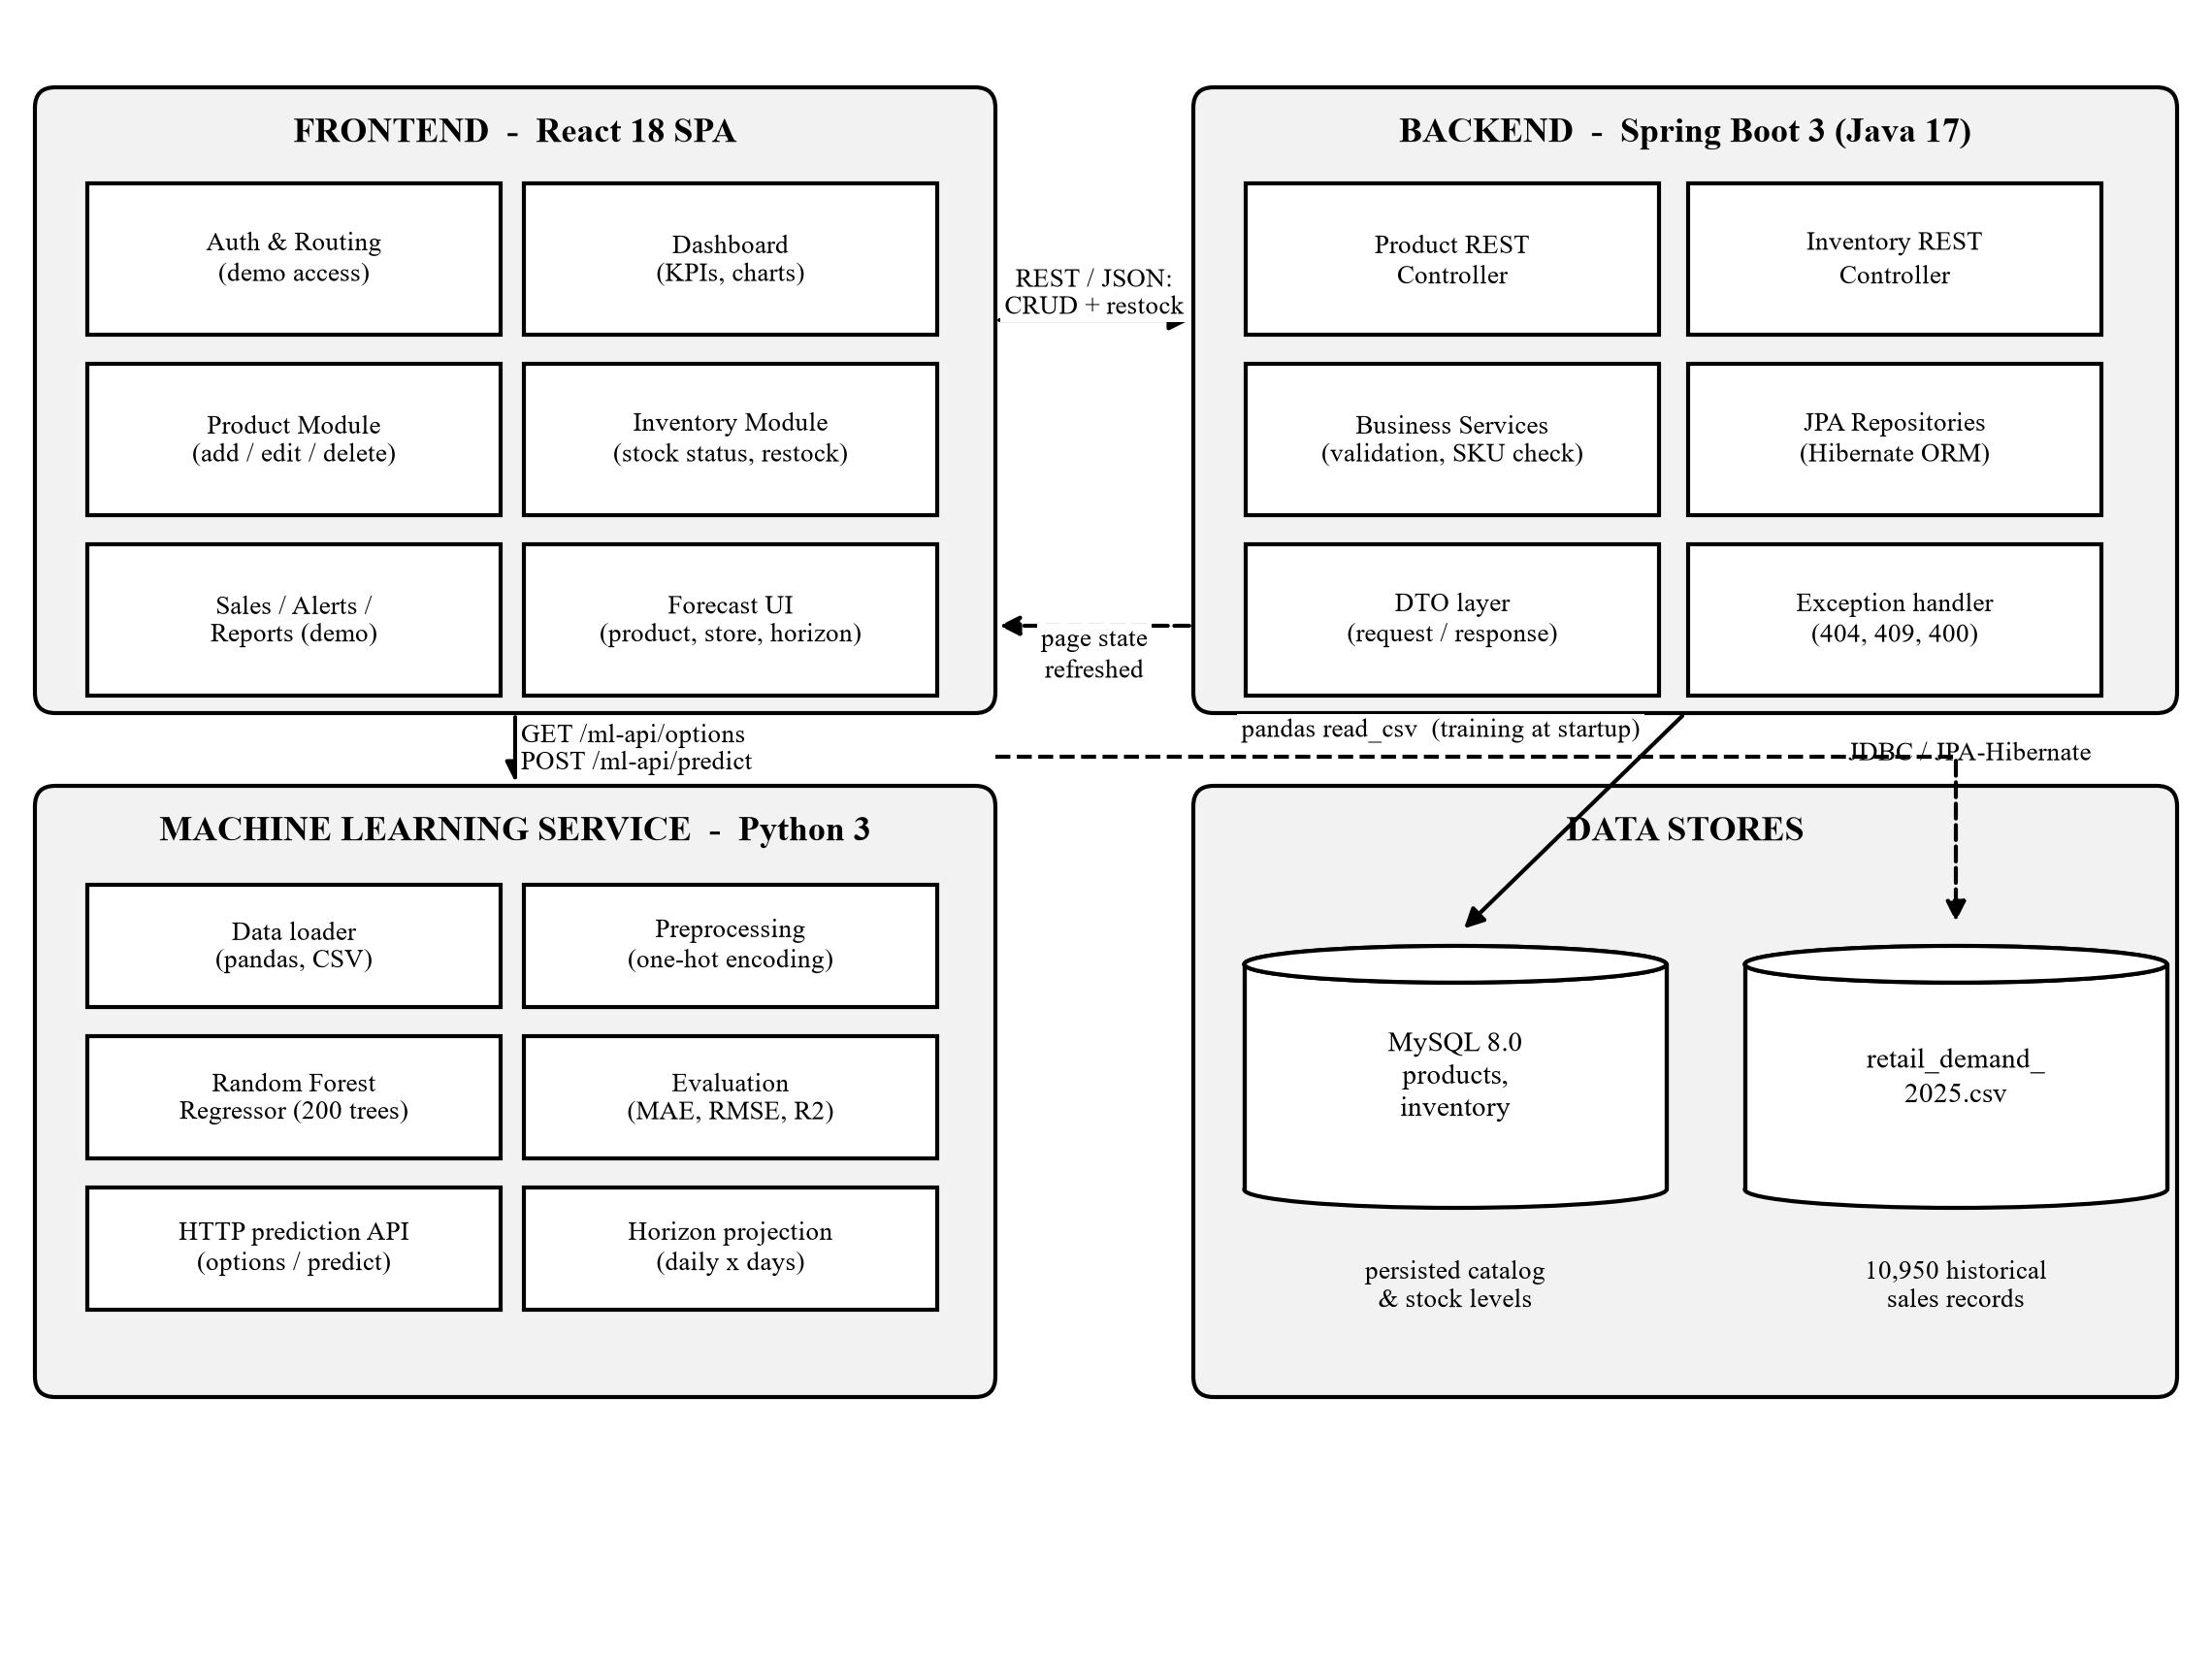 FRONTEND - React 18 SPA
Auth & Routing
(demo access)
Dashboard
(KPIs, charts)
Product Module
(add / edit / delete)
Inventory Module
(stock status, restock)
Sales / Alerts /
Reports (demo)
Forecast UI
(product, store, horizon)
REST / JSON:
CRUD + restock
page state
refreshed
BACKEND - Spring Boot 3 (Java 17)
Product REST
Controller
Inventory REST
Controller
Business Services
(validation, SKU check)
JPA Repositories
(Hibernate ORM)
DTO layer
(request / response)
Exception handler
(404, 409, 400)
GET /ml-api/options
POST /ml-api/predict
pandas read_csv (training at startup)
JDBC / JPA-Hibernate
MACHINE LEARNING SERVICE - Python 3
Data loader
(pandas, CSV)
Preprocessing
(one-hot encoding)
Random Forest
Regressor (200 trees)
Evaluation
(MAE, RMSE, R2)
HTTP prediction API
(options / predict)
Horizon projection
(daily x days)
DATA STORES
MySQL 8.0
products,
inventory
retail_demand_
2025.csv
persisted catalog
& stock levels
10,950 historical
sales records